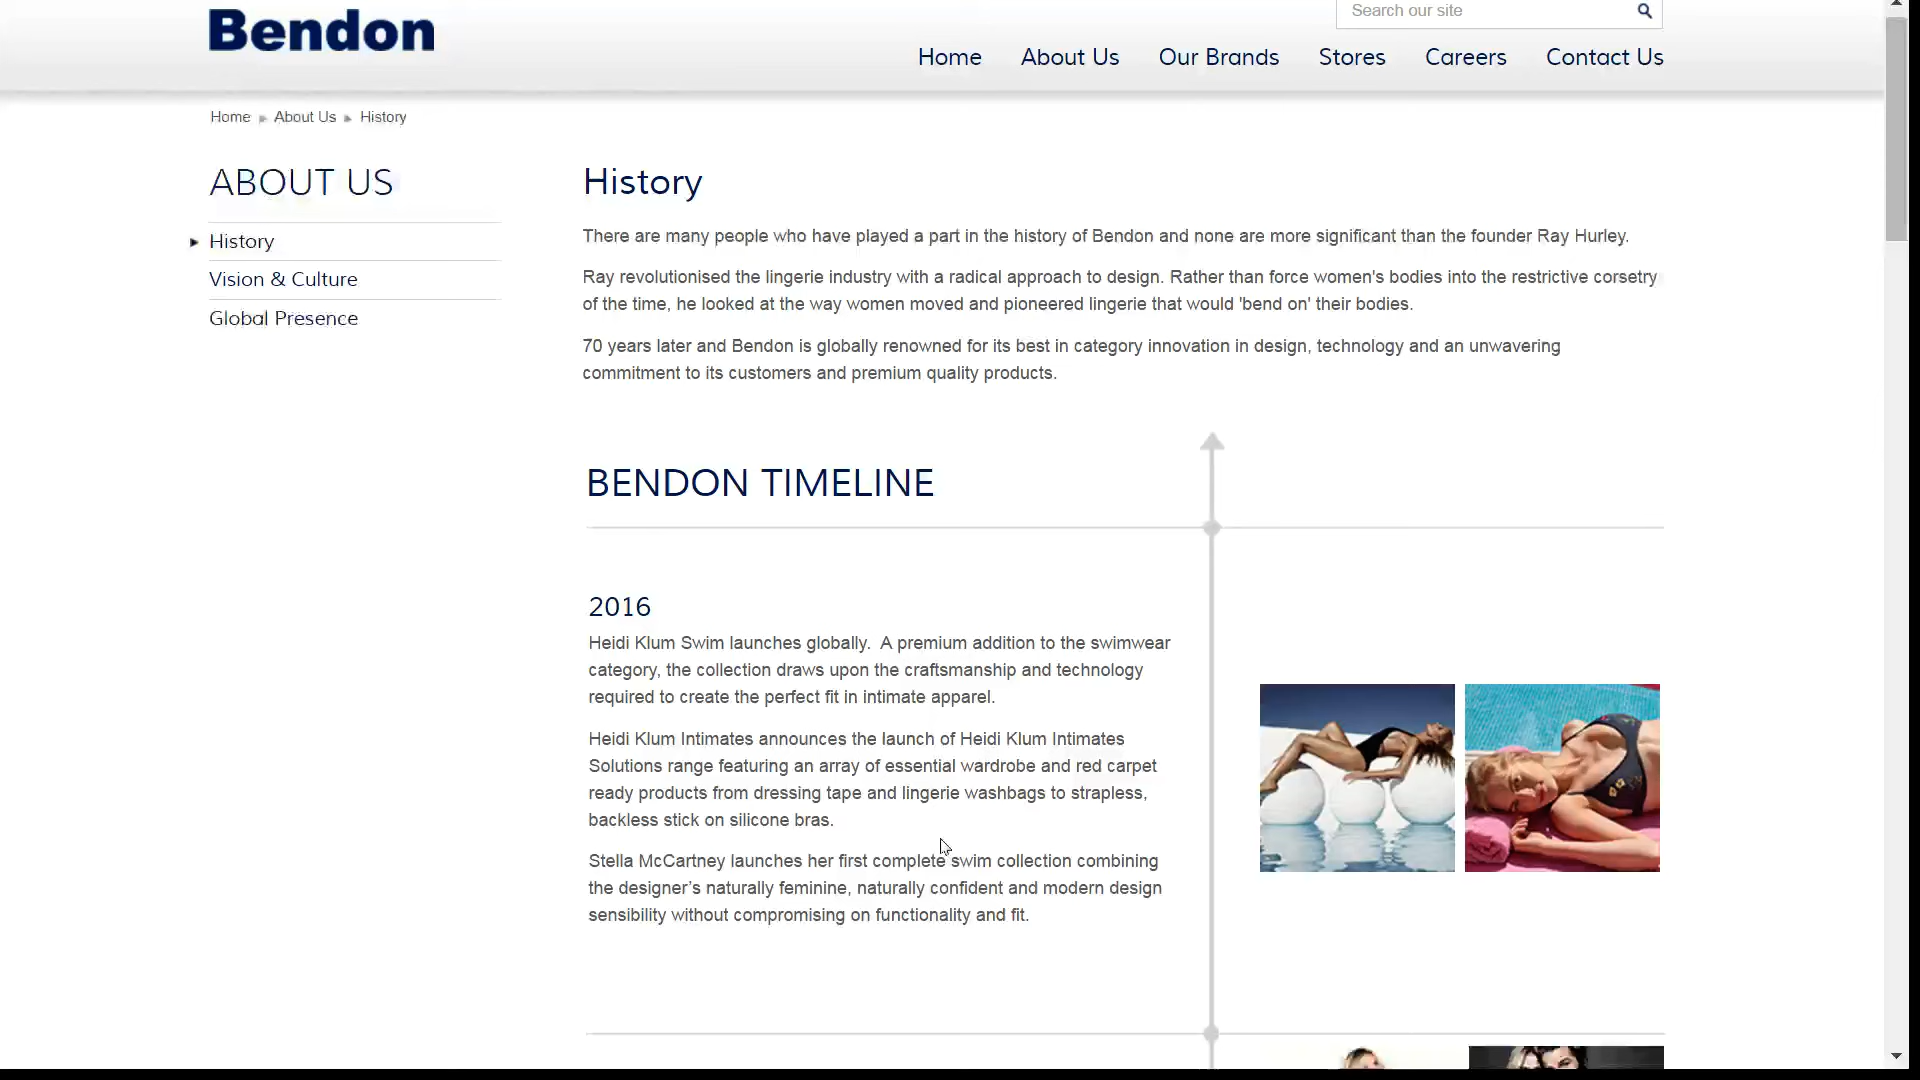 Bendon
Search our site
Home About Us Our Brands Stores Careers Contact Us
Home About Us History
ABOUT US
History
Vision & Culture
Global Presence
History
There are many people who have played a part in the history of Bendon and none are more significant than the founder Ray Hurley.
Ray revolutionised the lingerie industry with a radical approach to design. Rather than force women's bodies into the restrictive corsetry
of the time, he looked at the way women moved and pioneered lingerie that would 'bend on' their bodies.
70 years later and Bendon is globally renowned for its best in category innovation in design, technology and an unwavering
commitment to its customers and premium quality products.
BENDON TIMELINE
2016
Heidi Klum Swim launches globally.  A premium addition to the swimwear
category, the collection draws upon the craftsmanship and technology
required to create the perfect fit in intimate apparel.
Heidi Klum Intimates announces the launch of Heidi Klum Intimates
Solutions range featuring an array of essential wardrobe and red carpet
ready products from dressing tape and lingerie washbags to strapless,
backless stick on silicone bras.
Stella McCartney launches her first complete swim collection combining
the designer’s naturally feminine, naturally confident and modern design
sensibility without compromising on functionality and fit.